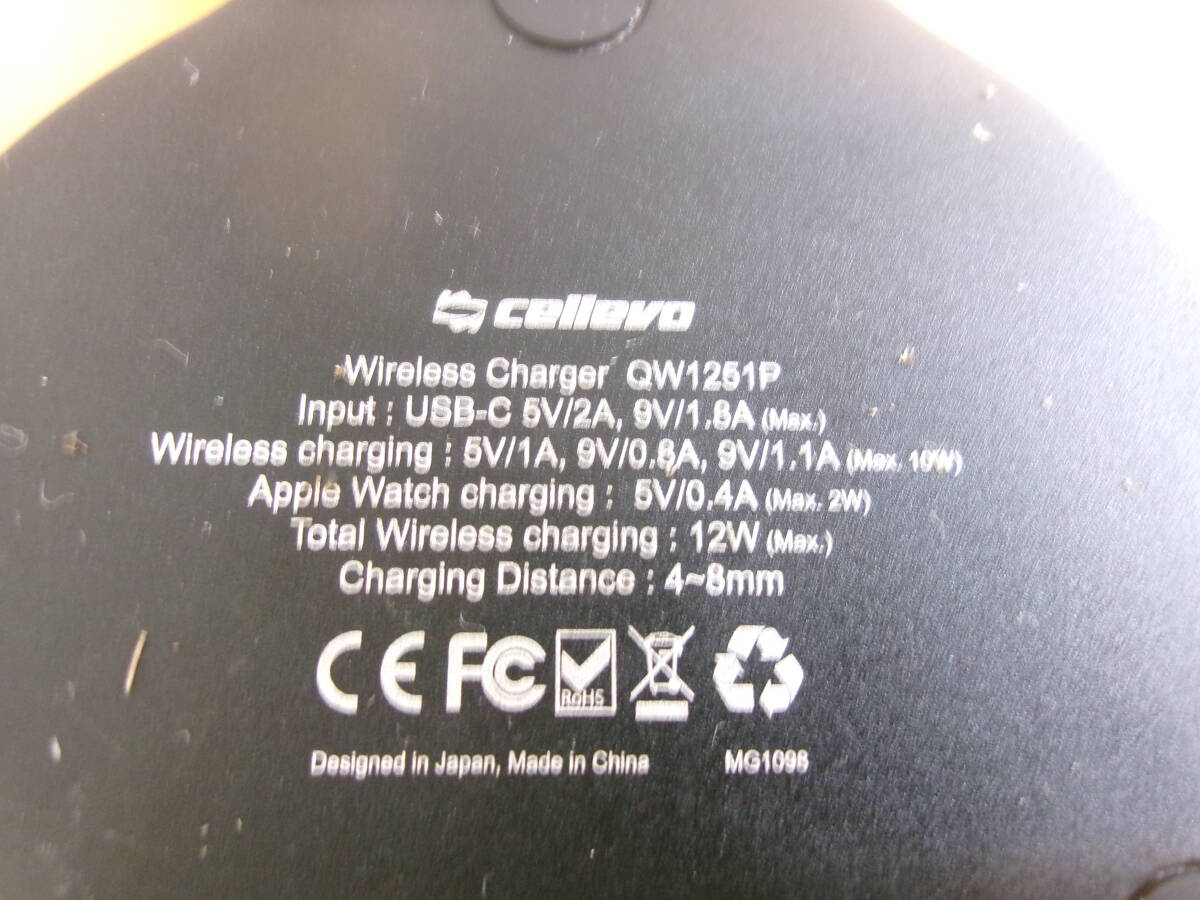 cellevo
Wireless Charger QW1251P
Input : USB-C 5V/2A, 9V/1.8A (Max.)
Wireless charging : 5V/1A, 9V/0.8A, 9V/1.1A (Max. 10W)
Apple Watch charging : 5V/0.4A (Max. 2W)
Total Wireless charging : 12W (Max.)
Charging Distance : 4~8mm
CE FC RoHS
Designed in Japan, Made in China MG1096